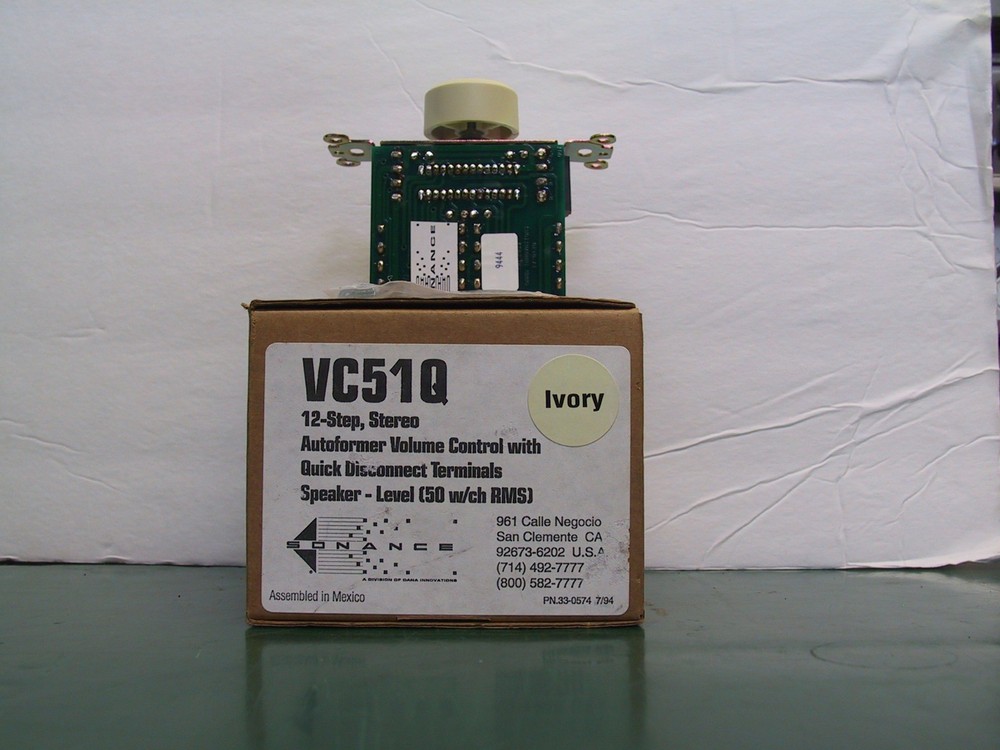 SONANCE
9444
VC51Q
Ivory
12-Step, Stereo
Autoformer Volume Control with
Quick Disconnect Terminals
Speaker - Level (50 w/ch RMS)
SONANCE
A DIVISION OF DANA INNOVATIONS
961 Calle Negocio
San Clemente CA
92673-6202 U.S.A.
(714) 492-7777
(800) 582-7777
Assembled in Mexico
PN.33-0574 7/94